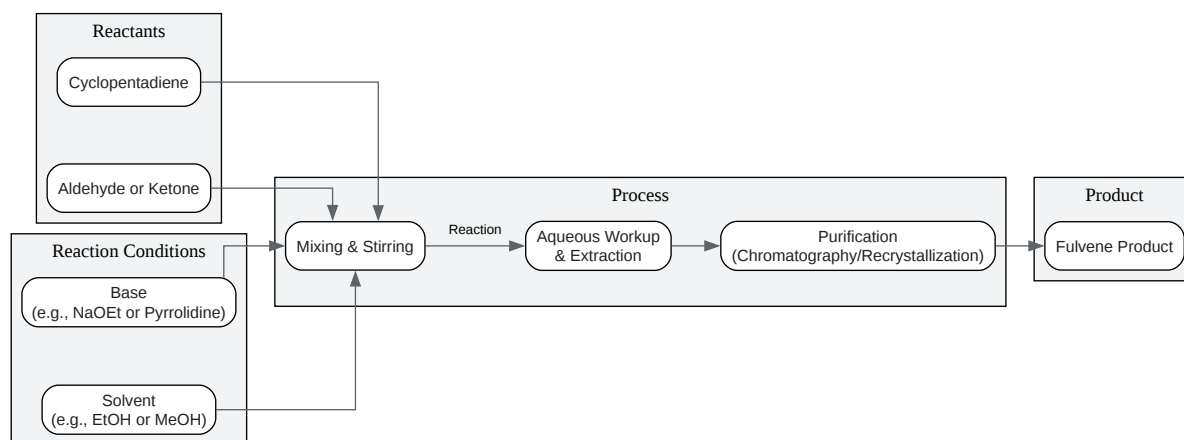 Reactants
Cyclopentadiene
Aldehyde or Ketone
Reaction Conditions
Base
(e.g., NaOEt or Pyrrolidine)
Solvent
(e.g., EtOH or MeOH)
Process
Mixing & Stirring
Reaction
Aqueous Workup
& Extraction
Purification
(Chromatography/Recrystallization)
Product
Fulvene Product